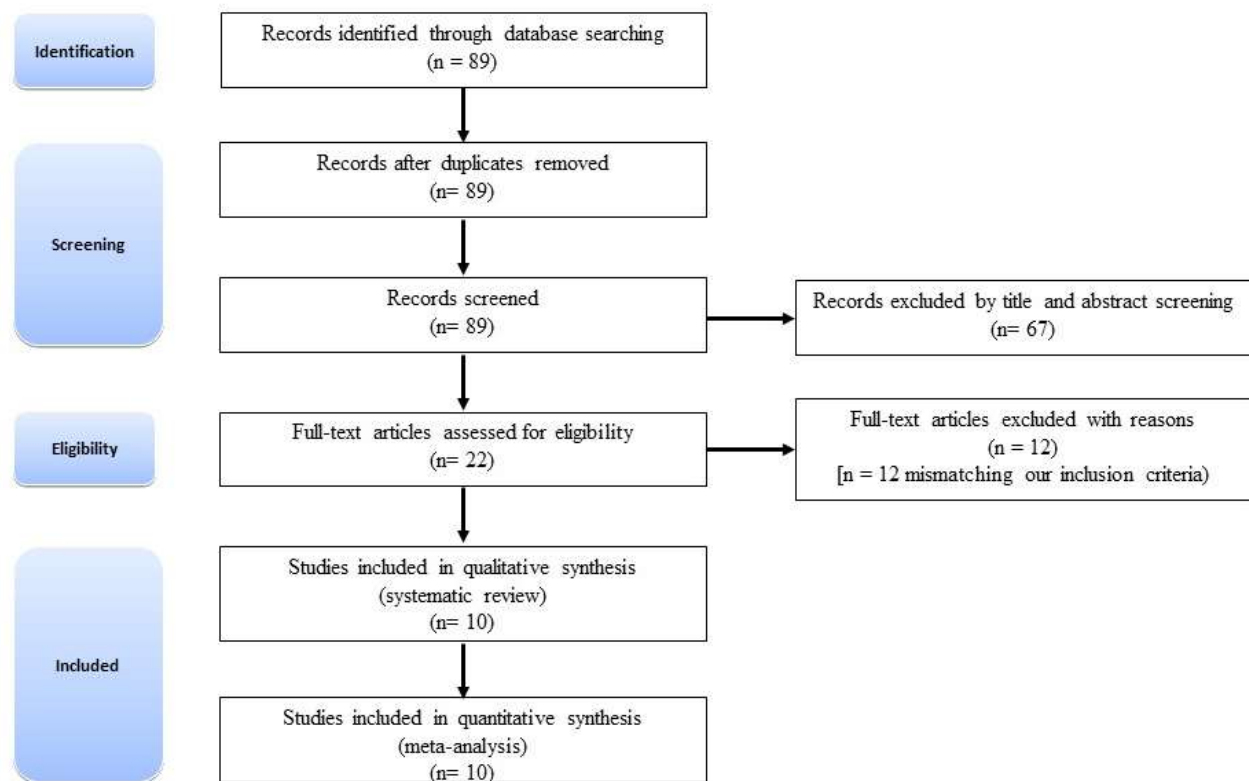 Identification
Records identified through database searching
(n = 89)
Records after duplicates removed
(n= 89)
Screening
Records screened
(n = 89)
Records excluded by title and abstract screening
(n= 67)
Eligibility
Full-text articles assessed for eligibility
(n= 22)
Full-text articles excluded with reasons
(n = 12)
[n = 12 mismatching our inclusion criteria)
Included
Studies included in qualitative synthesis
(systematic review)
(n= 10)
Studies included in quantitative synthesis
(meta-analysis)
(n= 10)